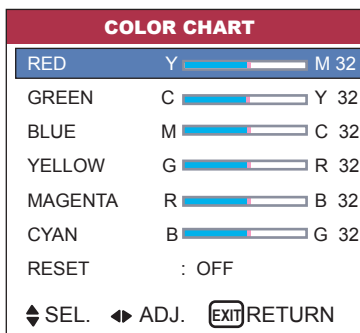 COLOR CHART
RED Y M 32
GREEN C Y 32
BLUE M C 32
YELLOW G R 32
MAGENTA R B 32
CYAN B G 32
RESET : OFF
SEL. ADJ. EXIT RETURN